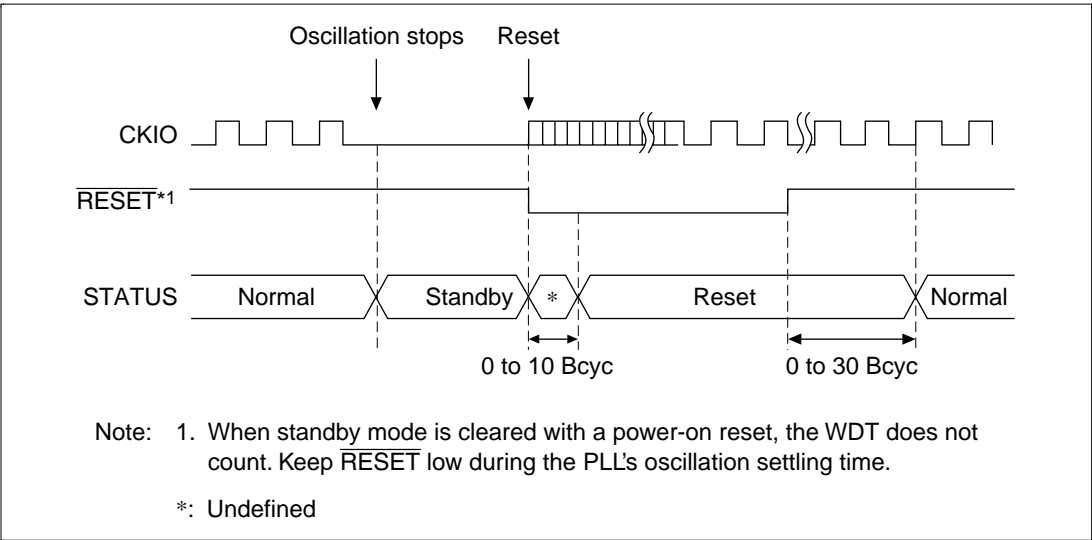 Oscillation stops Reset
CKIO
RESET*1
STATUS Normal Standby * Reset Normal
0 to 10 Bcyc 0 to 30 Bcyc
Note: 1. When standby mode is cleared with a power-on reset, the WDT does not
count. Keep RESET low during the PLL's oscillation settling time.
*: Undefined